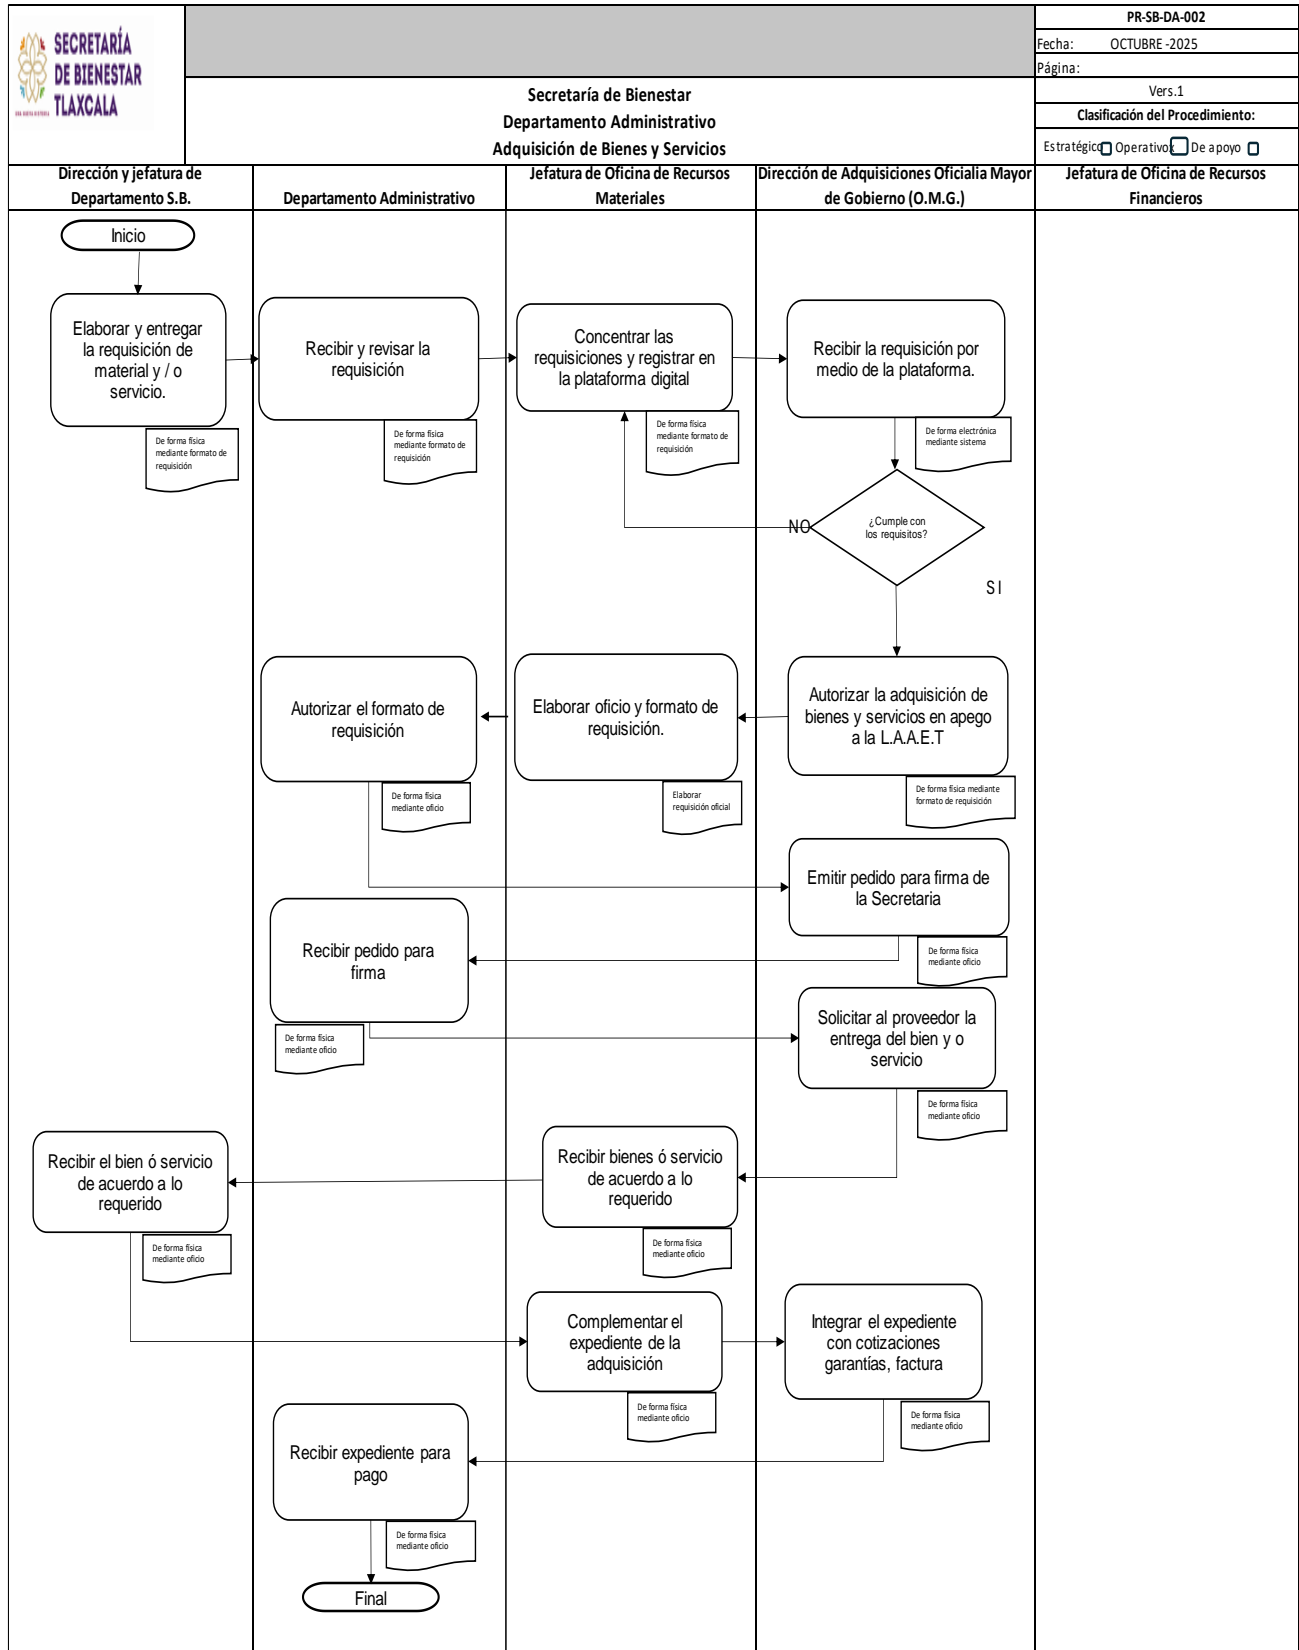 SECRETARÍA
DE BIENESTAR
TLAXCALA
PR-SB-DA-002
Fecha: OCTUBRE -2025
Página:
Vers.1
Clasificación del Procedimiento:
Estratégico Operativo x De apoyo
Secretaría de Bienestar
Departamento Administrativo
Adquisición de Bienes y Servicios
Dirección y jefatura de
Departamento S.B.
Departamento Administrativo
Jefatura de Oficina de Recursos
Materiales
Dirección de Adquisiciones Oficialia Mayor
de Gobierno (O.M.G.)
Jefatura de Oficina de Recursos
Financieros
Inicio
Elaborar y entregar
la requisición de
material y / o
servicio.
De forma física
mediante formato de
requisición
Recibir y revisar la
requisición
De forma física
mediante formato de
requisición
Concentrar las
requisiciones y registrar en
la plataforma digital
De forma física
mediante formato de
requisición
Recibir la requisición por
medio de la plataforma.
De forma electrónica
mediante sistema
¿Cumple con
los requisitos?
NO
SI
Autorizar la adquisición de
bienes y servicios en apego
a la L.A.A.E.T
De forma física mediante
formato de requisición
Elaborar oficio y formato de
requisición.
Elaborar
requisición oficial
Autorizar el formato de
requisición
De forma física
mediante oficio
Emitir pedido para firma de
la Secretaria
De forma física
mediante oficio
Recibir pedido para
firma
De forma física
mediante oficio
Solicitar al proveedor la
entrega del bien y o
servicio
De forma física
mediante oficio
Recibir bienes ó servicio
de acuerdo a lo
requerido
De forma física
mediante oficio
Recibir el bien ó servicio
de acuerdo a lo
requerido
De forma física
mediante oficio
Complementar el
expediente de la
adquisición
De forma física
mediante oficio
Integrar el expediente
con cotizaciones
garantías, factura
De forma física
mediante oficio
Recibir expediente para
pago
De forma física
mediante oficio
Final